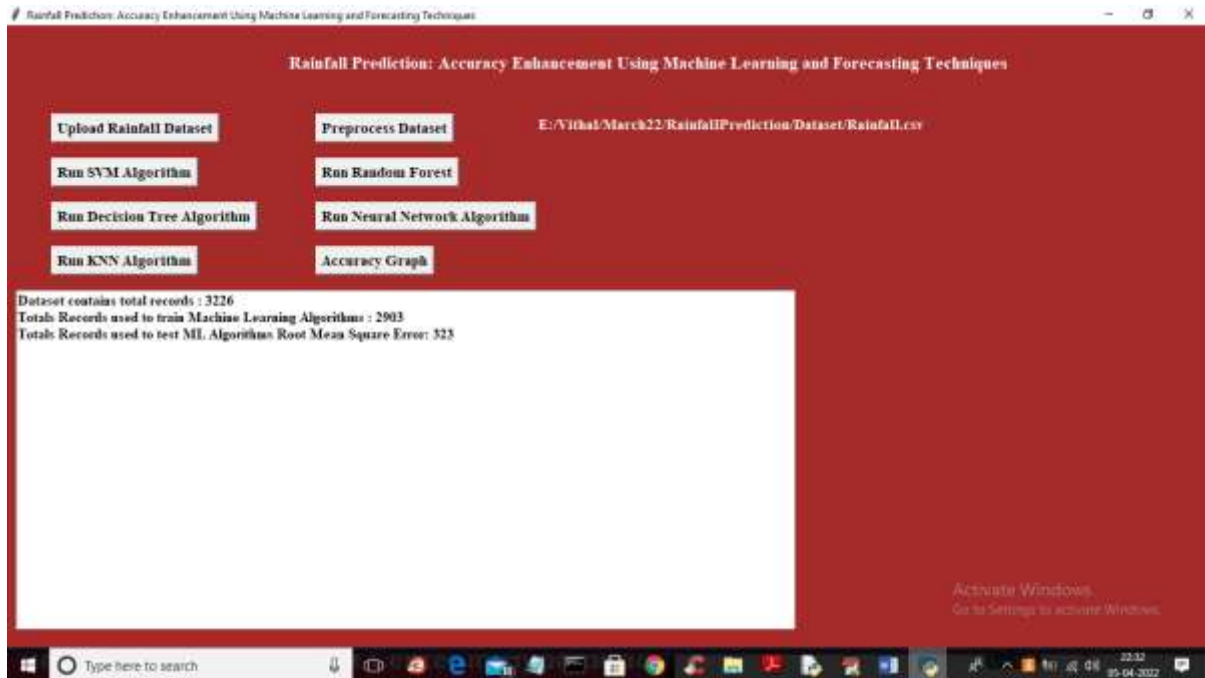 Rainfall Prediction: Accuracy Enhancement Using Machine Learning and Forecasting Techniques
Rainfall Prediction: Accuracy Enhancement Using Machine Learning and Forecasting Techniques
Upload Rainfall Dataset
Preprocess Dataset
E:/Vithal/March22/RainfallPrediction/Dataset/Rainfall.csv
Run SVM Algorithm
Run Random Forest
Run Decision Tree Algorithm
Run Neural Network Algorithm
Run KNN Algorithm
Accuracy Graph
Dataset contains total records : 3226
Totals Records used to train Machine Learning Algorithms : 2903
Totals Records used to test ML Algorithms Root Mean Square Error: 323
Activate Windows
Go to Settings to activate Windows.
Type here to search
22:32
05-04-2022